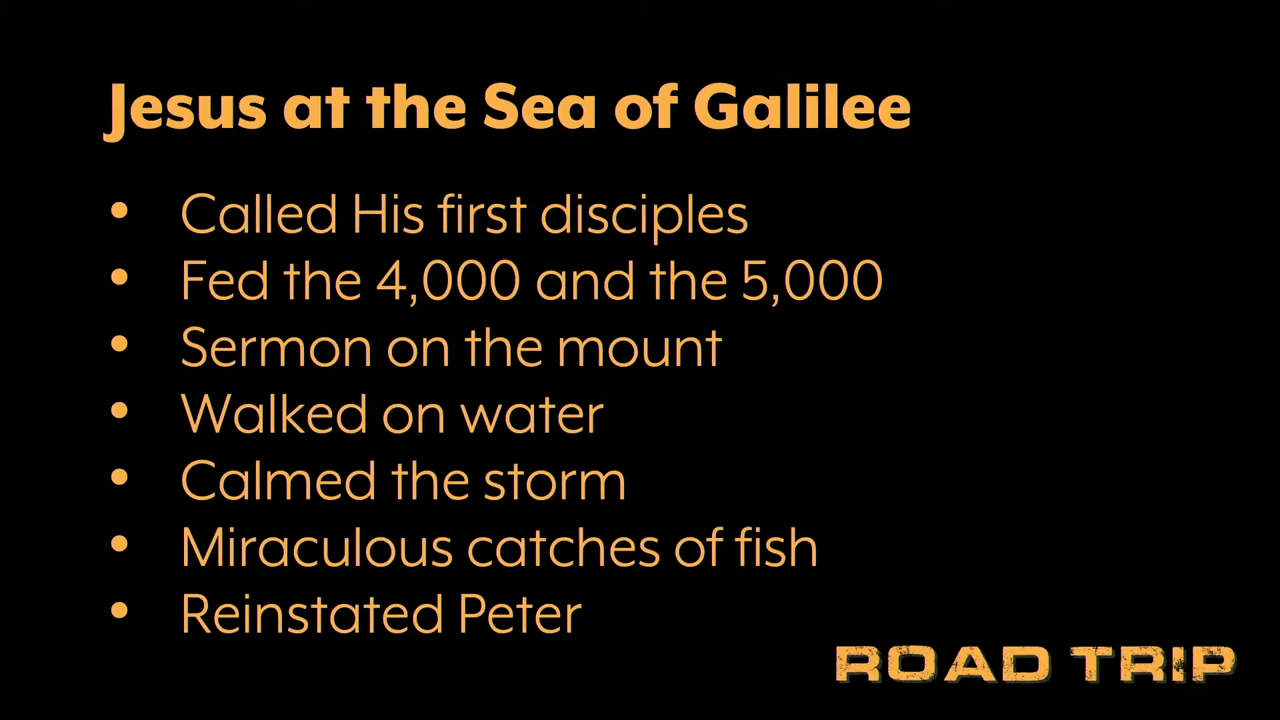 Jesus at the Sea of Galilee
• Called His first disciples
• Fed the 4,000 and the 5,000
• Sermon on the mount
• Walked on water
• Calmed the storm
• Miraculous catches of fish
• Reinstated Peter
ROAD TRIP